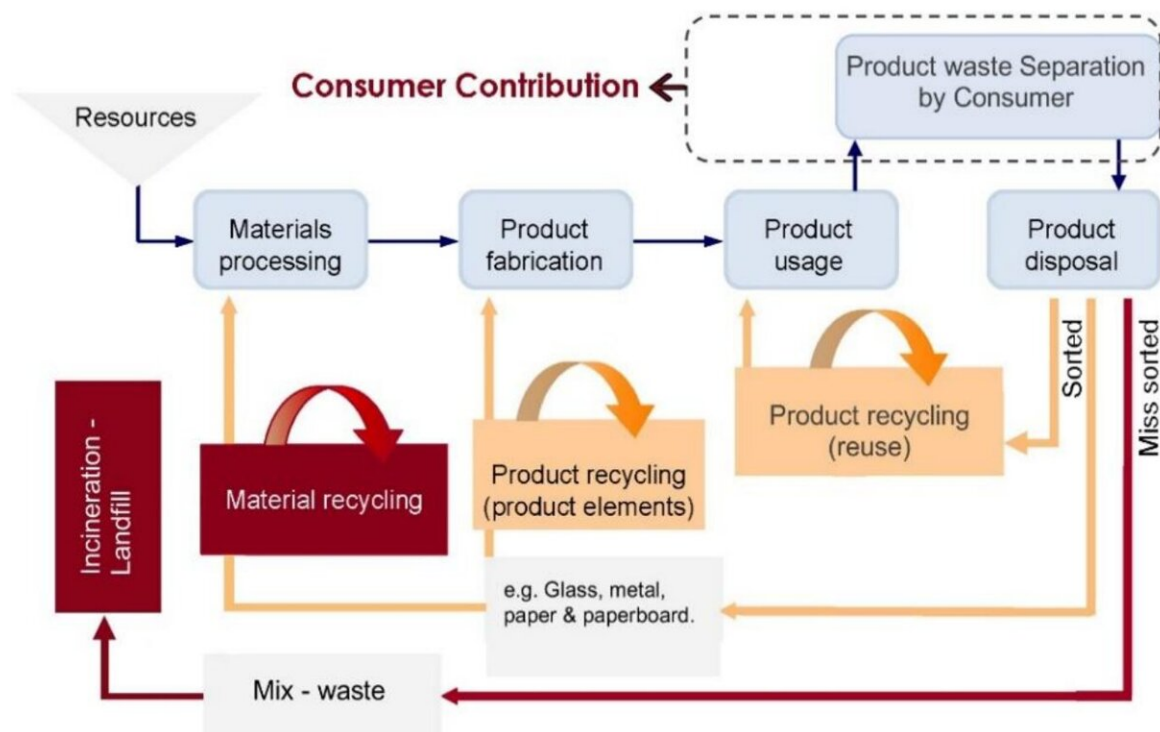 Consumer Contribution
Product waste Separation
by Consumer
Resources
Materials
processing
Product
fabrication
Product
usage
Product
disposal
Sorted
Miss sorted
Incineration -
Landfill
Material recycling
Product recycling
(product elements)
Product recycling
(reuse)
e.g. Glass, metal,
paper & paperboard.
Mix - waste